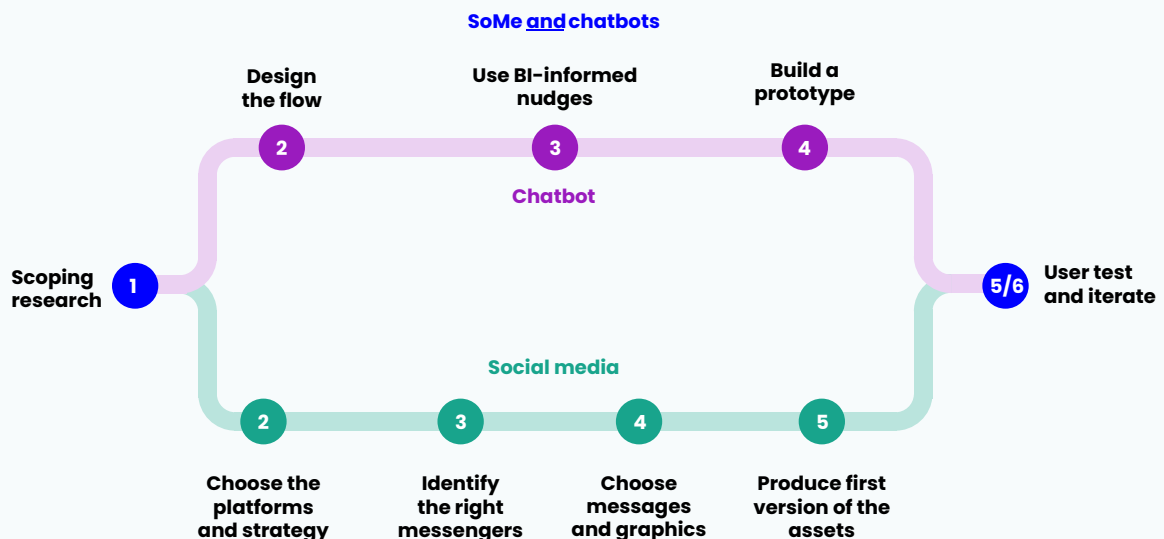 SoMe and chatbots
Design
the flow
Use BI-informed
nudges
Build a
prototype
2
3
4
Chatbot
Scoping
research
1
5/6
User test
and iterate
Social media
2
3
4
5
Choose the
platforms
and strategy
Identify
the right
messengers
Choose
messages
and graphics
Produce first
version of the
assets